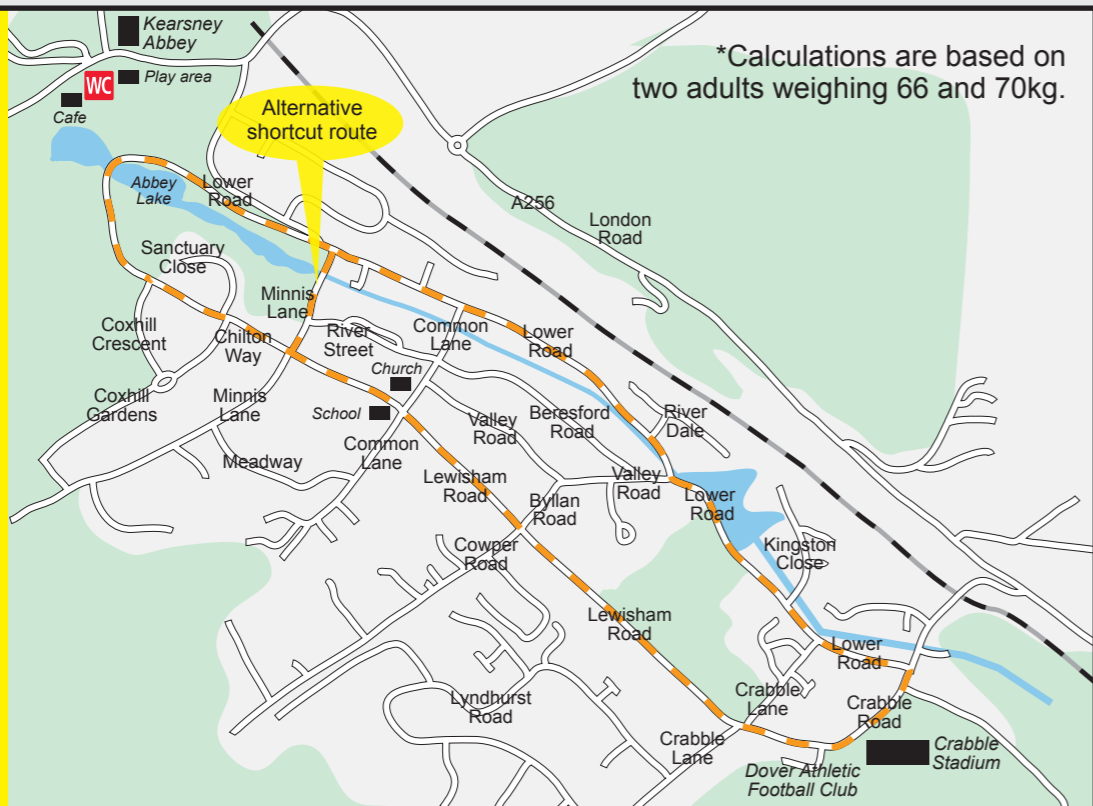 Kearsney
Abbey
*Calculations are based on
two adults weighing 66 and 70kg.
WC
Play area
Cafe
Alternative
shortcut route
Abbey
Lake
Lower
Road
A256
London
Road
Sanctuary
Close
Minnis
Lane
Coxhill
Crescent
Chilton
Way
River
Street
Common
Lane
Lower
Road
Church
Coxhill
Gardens
Minnis
Lane
School
Valley
Road
Beresford
Road
River
Dale
Common
Lane
Meadway
Lewisham
Road
Byllan
Road
Valley
Road
Lower
Road
Cowper
Road
Kingston
Close
Lewisham
Road
Lower
Road
Lyndhurst
Road
Crabble
Lane
Crabble
Road
Crabble
Lane
Crabble
Stadium
Dover Athletic
Football Club